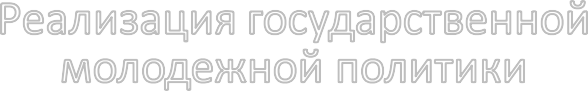 Реализация государственной
молодежной политики